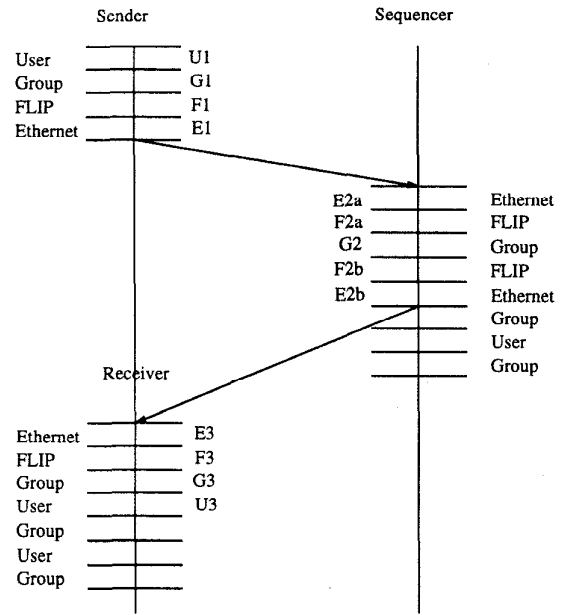 Sender
Sequencer
User U1
Group G1
FLIP F1
Ethernet E1
E2a Ethernet
F2a FLIP
G2 Group
F2b FLIP
E2b Ethernet
Group
User
Group
Receiver
Ethernet E3
FLIP F3
Group G3
User U3
Group
User
Group